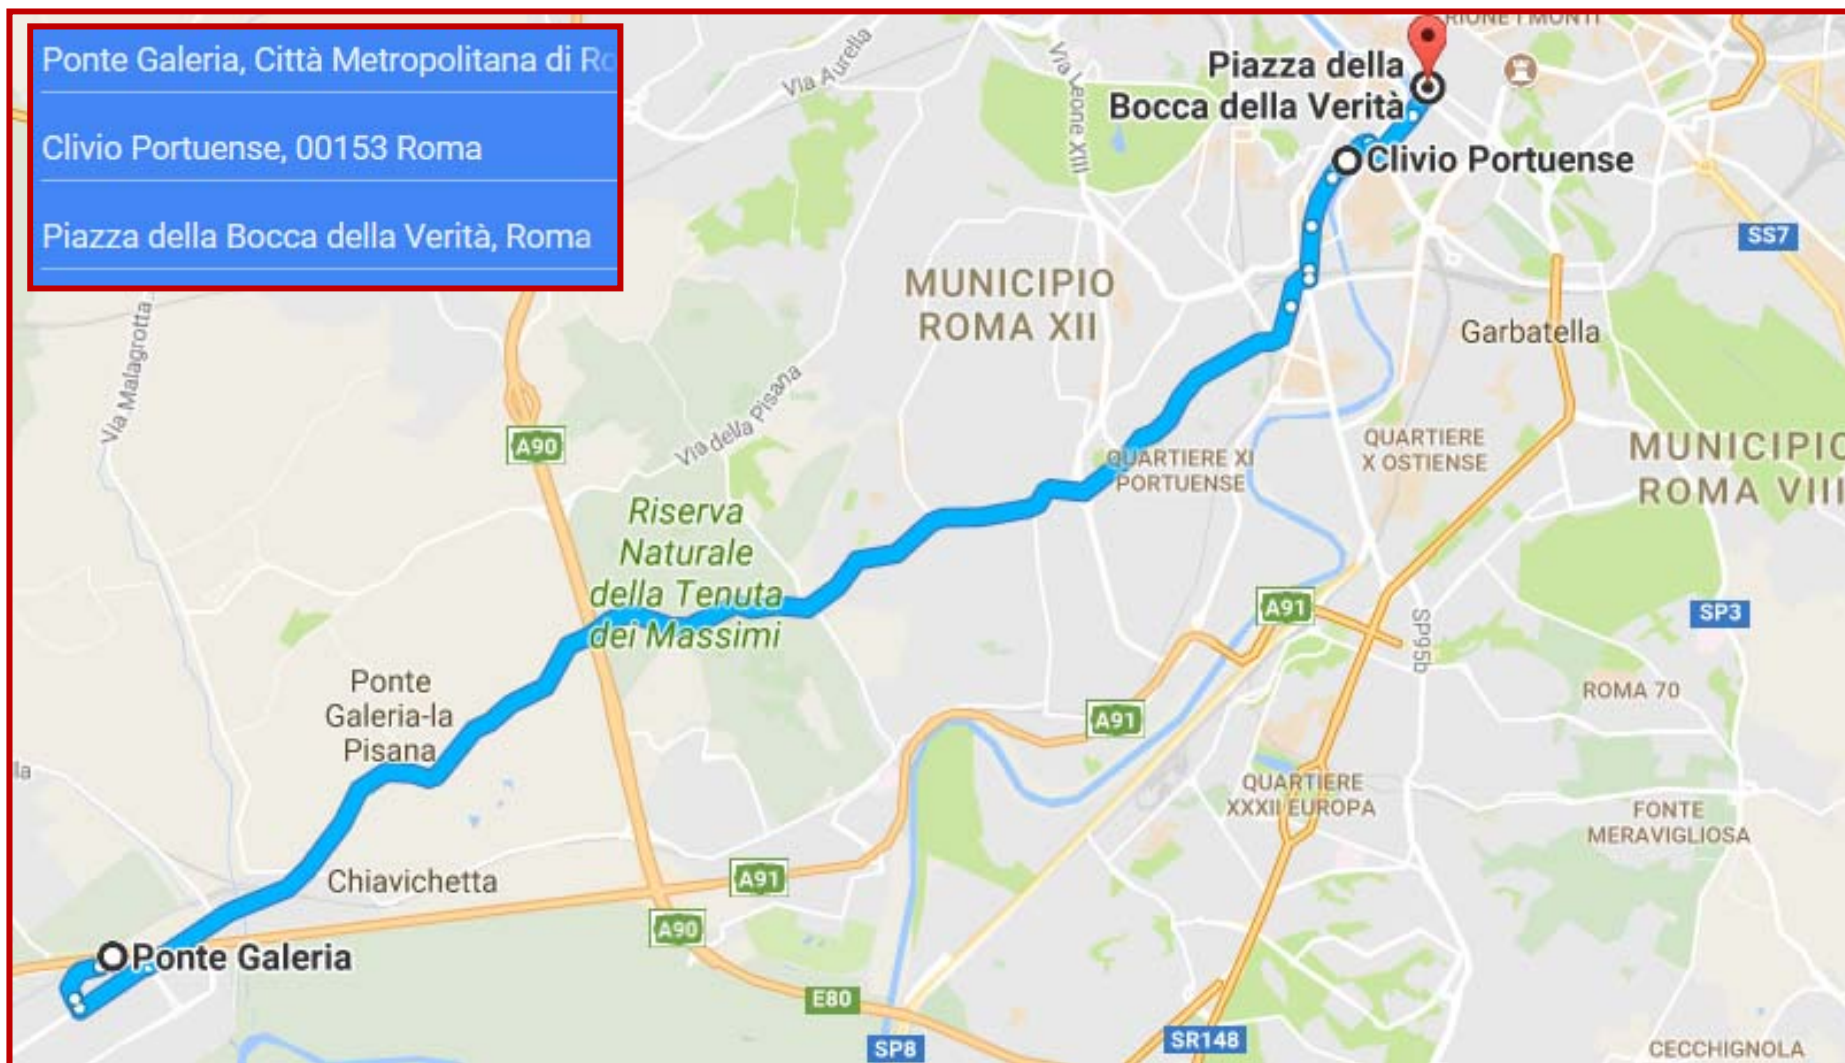 Ponte Galeria, Città Metropolitana di Ro
Clivio Portuense, 00153 Roma
Piazza della Bocca della Verità, Roma
RIONE I MONTI
Via Aurelia
Via Leone XIII
Piazza della
Bocca della Verità
Clivio Portuense
SS7
MUNICIPIO
ROMA XII
Garbatella
Via Malagrotta
Via della Pisana
A90
QUARTIERE XI
PORTUENSE
QUARTIERE
X OSTIENSE
MUNICIPIO
ROMA VIII
Riserva
Naturale
della Tenuta
dei Massimi
A91
SP3
SP95b
Ponte
Galeria-la
Pisana
ROMA 70
A91
lla
QUARTIERE
XXXII EUROPA
FONTE
MERAVIGLIOSA
Chiavichetta
A91
A90
Ponte Galeria
E80
SP8
SR148
CECCHIGNOLA